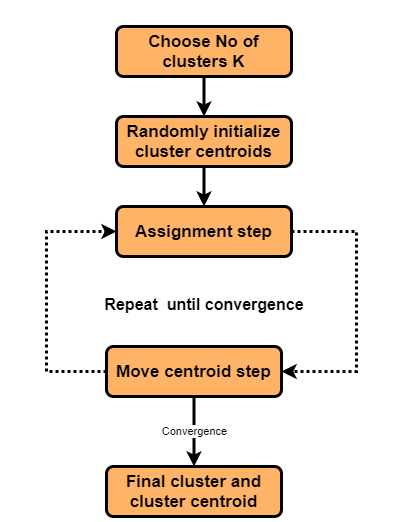 Choose No of
clusters K
Randomly initialize
cluster centroids
Assignment step
Repeat until convergence
Move centroid step
Convergence
Final cluster and
cluster centroid